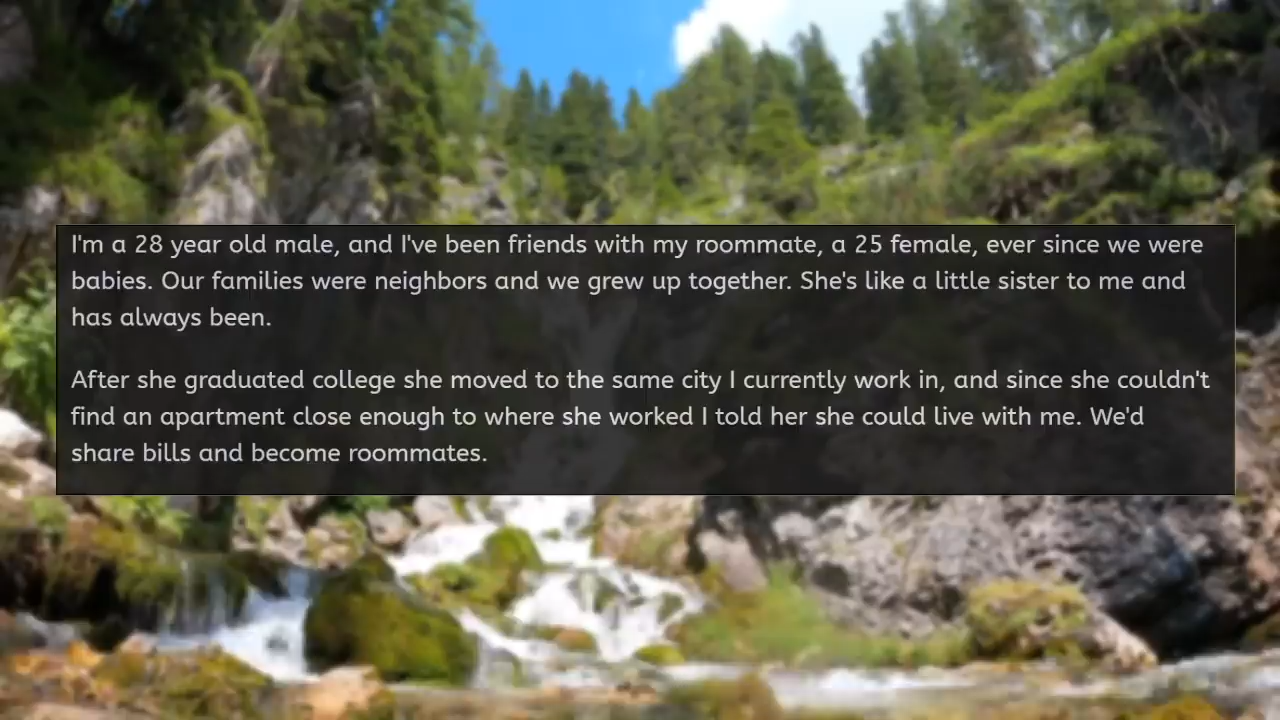 I'm a 28 year old male, and I've been friends with my roommate, a 25 female, ever since we were
babies. Our families were neighbors and we grew up together. She's like a little sister to me and
has always been.
After she graduated college she moved to the same city I currently work in, and since she couldn't
find an apartment close enough to where she worked I told her she could live with me. We'd
share bills and become roommates.